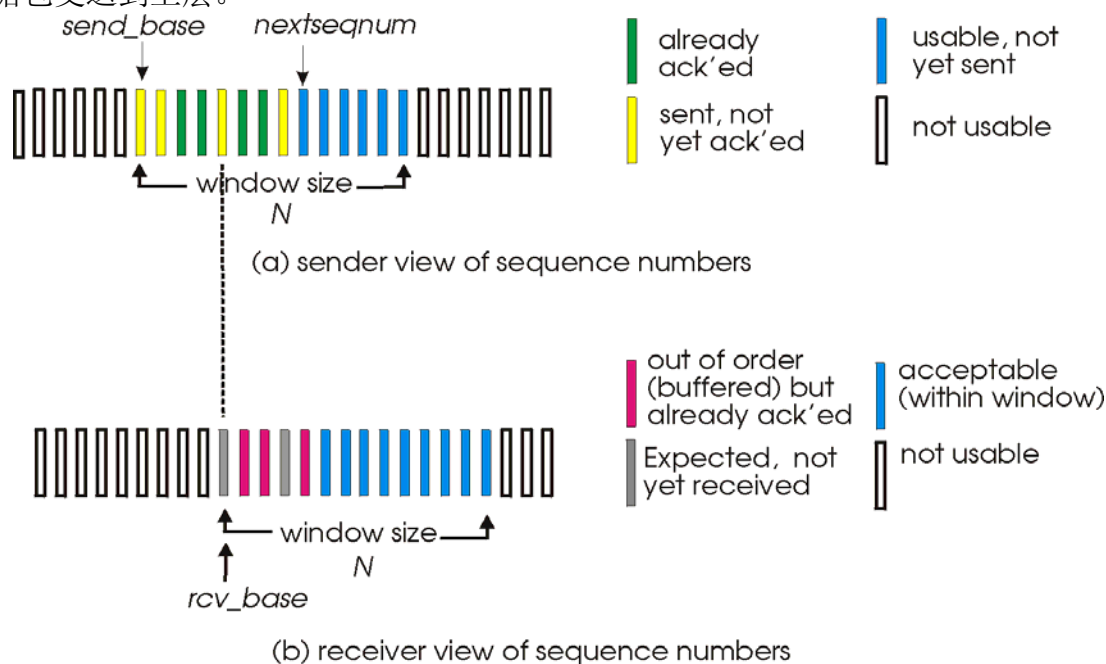 send_base
nextseqnum
already
ack'ed
usable, not
yet sent
sent, not
yet ack'ed
not usable
window size
N
(a) sender view of sequence numbers
out of order
(buffered) but
already ack'ed
acceptable
(within window)
Expected, not
yet received
not usable
window size
N
rcv_base
(b) receiver view of sequence numbers